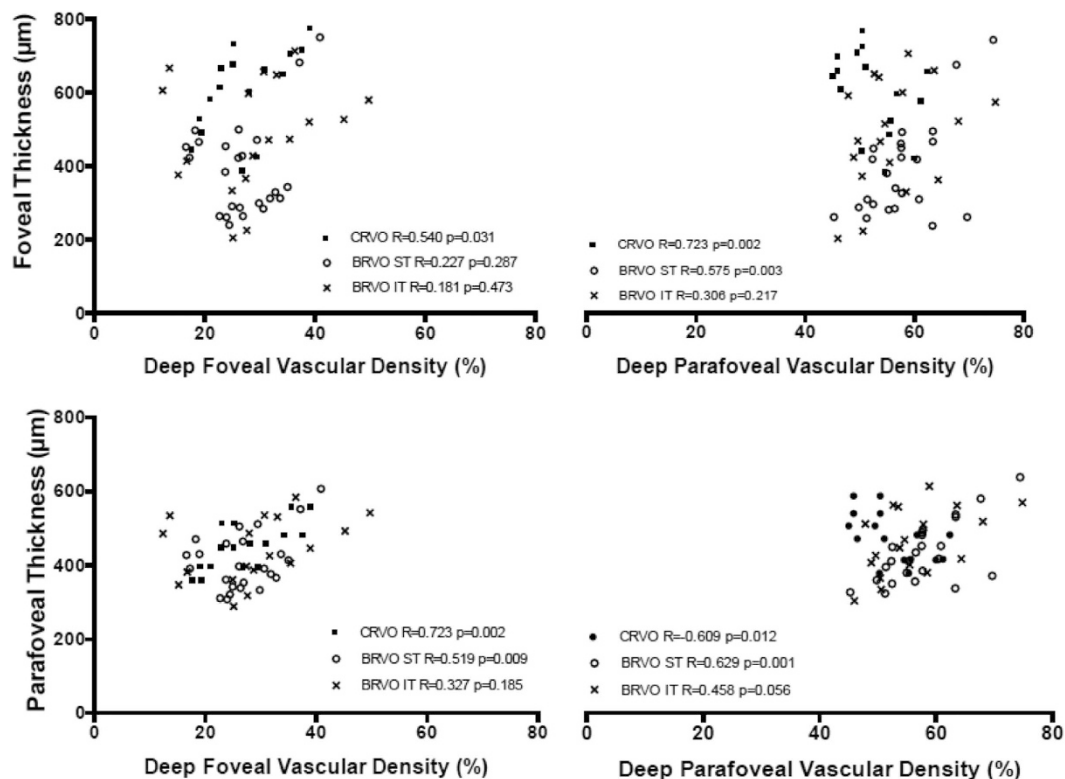 800
600
400
200
0
Foveal Thickness (µm)
CRVO R=0.540 p=0.031
BRVO ST R=0.227 p=0.287
BRVO IT R=0.181 p=0.473
0 20 40 60 80
Deep Foveal Vascular Density (%)
CRVO R=0.723 p=0.002
BRVO ST R=0.575 p=0.003
BRVO IT R=0.306 p=0.217
0 20 40 60 80
Deep Parafoveal Vascular Density (%)
800
600
400
200
0
Parafoveal Thickness (µm)
CRVO R=0.723 p=0.002
BRVO ST R=0.519 p=0.009
BRVO IT R=0.327 p=0.185
0 20 40 60 80
Deep Foveal Vascular Density (%)
CRVO R=-0.609 p=0.012
BRVO ST R=0.629 p=0.001
BRVO IT R=0.458 p=0.056
0 20 40 60 80
Deep Parafoveal Vascular Density (%)